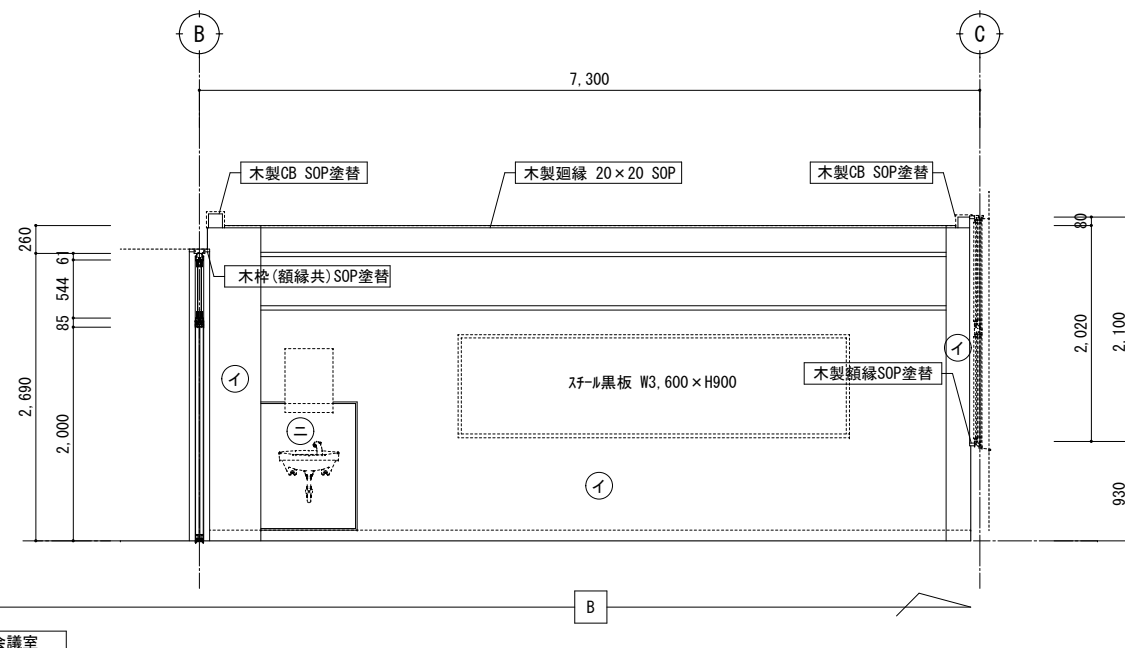 B
C
7,300
木製CB SOP塗替
木製廻縁 20×20 SOP
木製CB SOP塗替
260
61
544
85
2,690
2,000
80
2,020
2,100
930
木枠(額縁共)SOP塗替
イ
イ
スチール黒板 W3,600×H900
木製額縁SOP塗替
ニ
イ
B
会議室